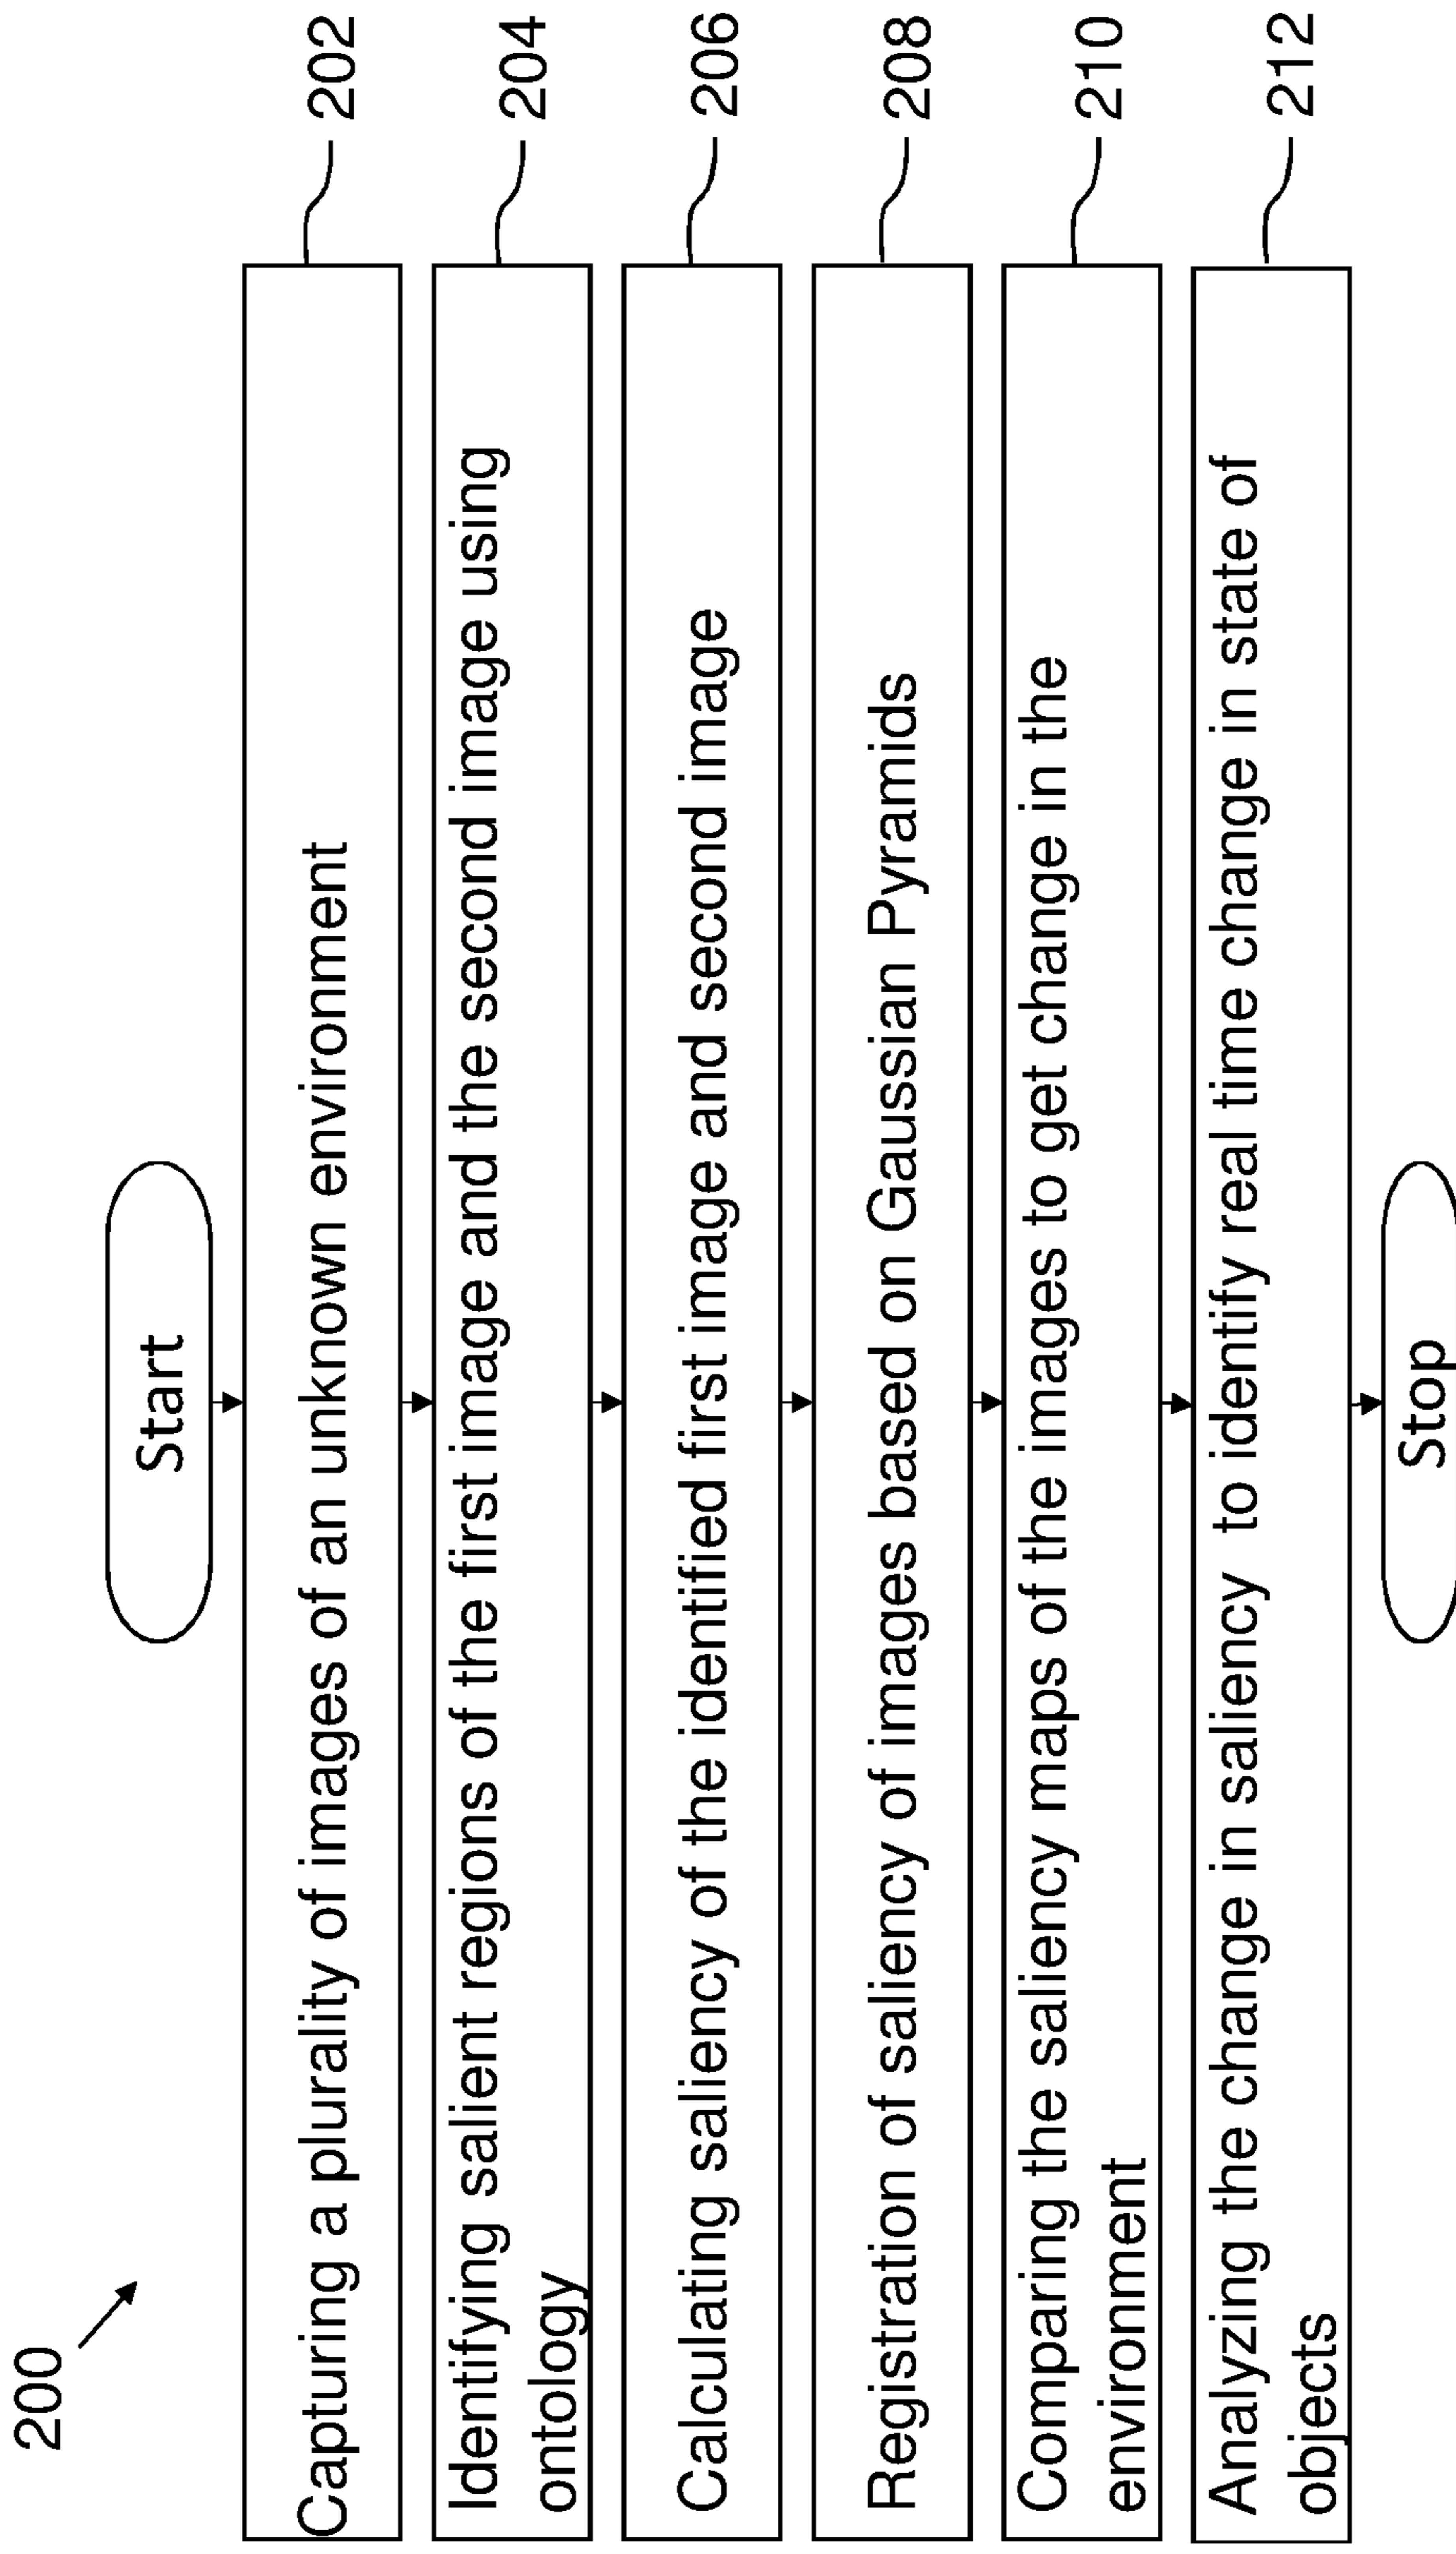 200
Start
Capturing a plurality of images of an unknown environment
202
Identifying salient regions of the first image and the second image using
ontology
204
Calculating saliency of the identified first image and second image
206
Registration of saliency of images based on Gaussian Pyramids
208
Comparing the saliency maps of the images to get change in the
environment
210
Analyzing the change in saliency to identify real time change in state of
objects
212
Stop